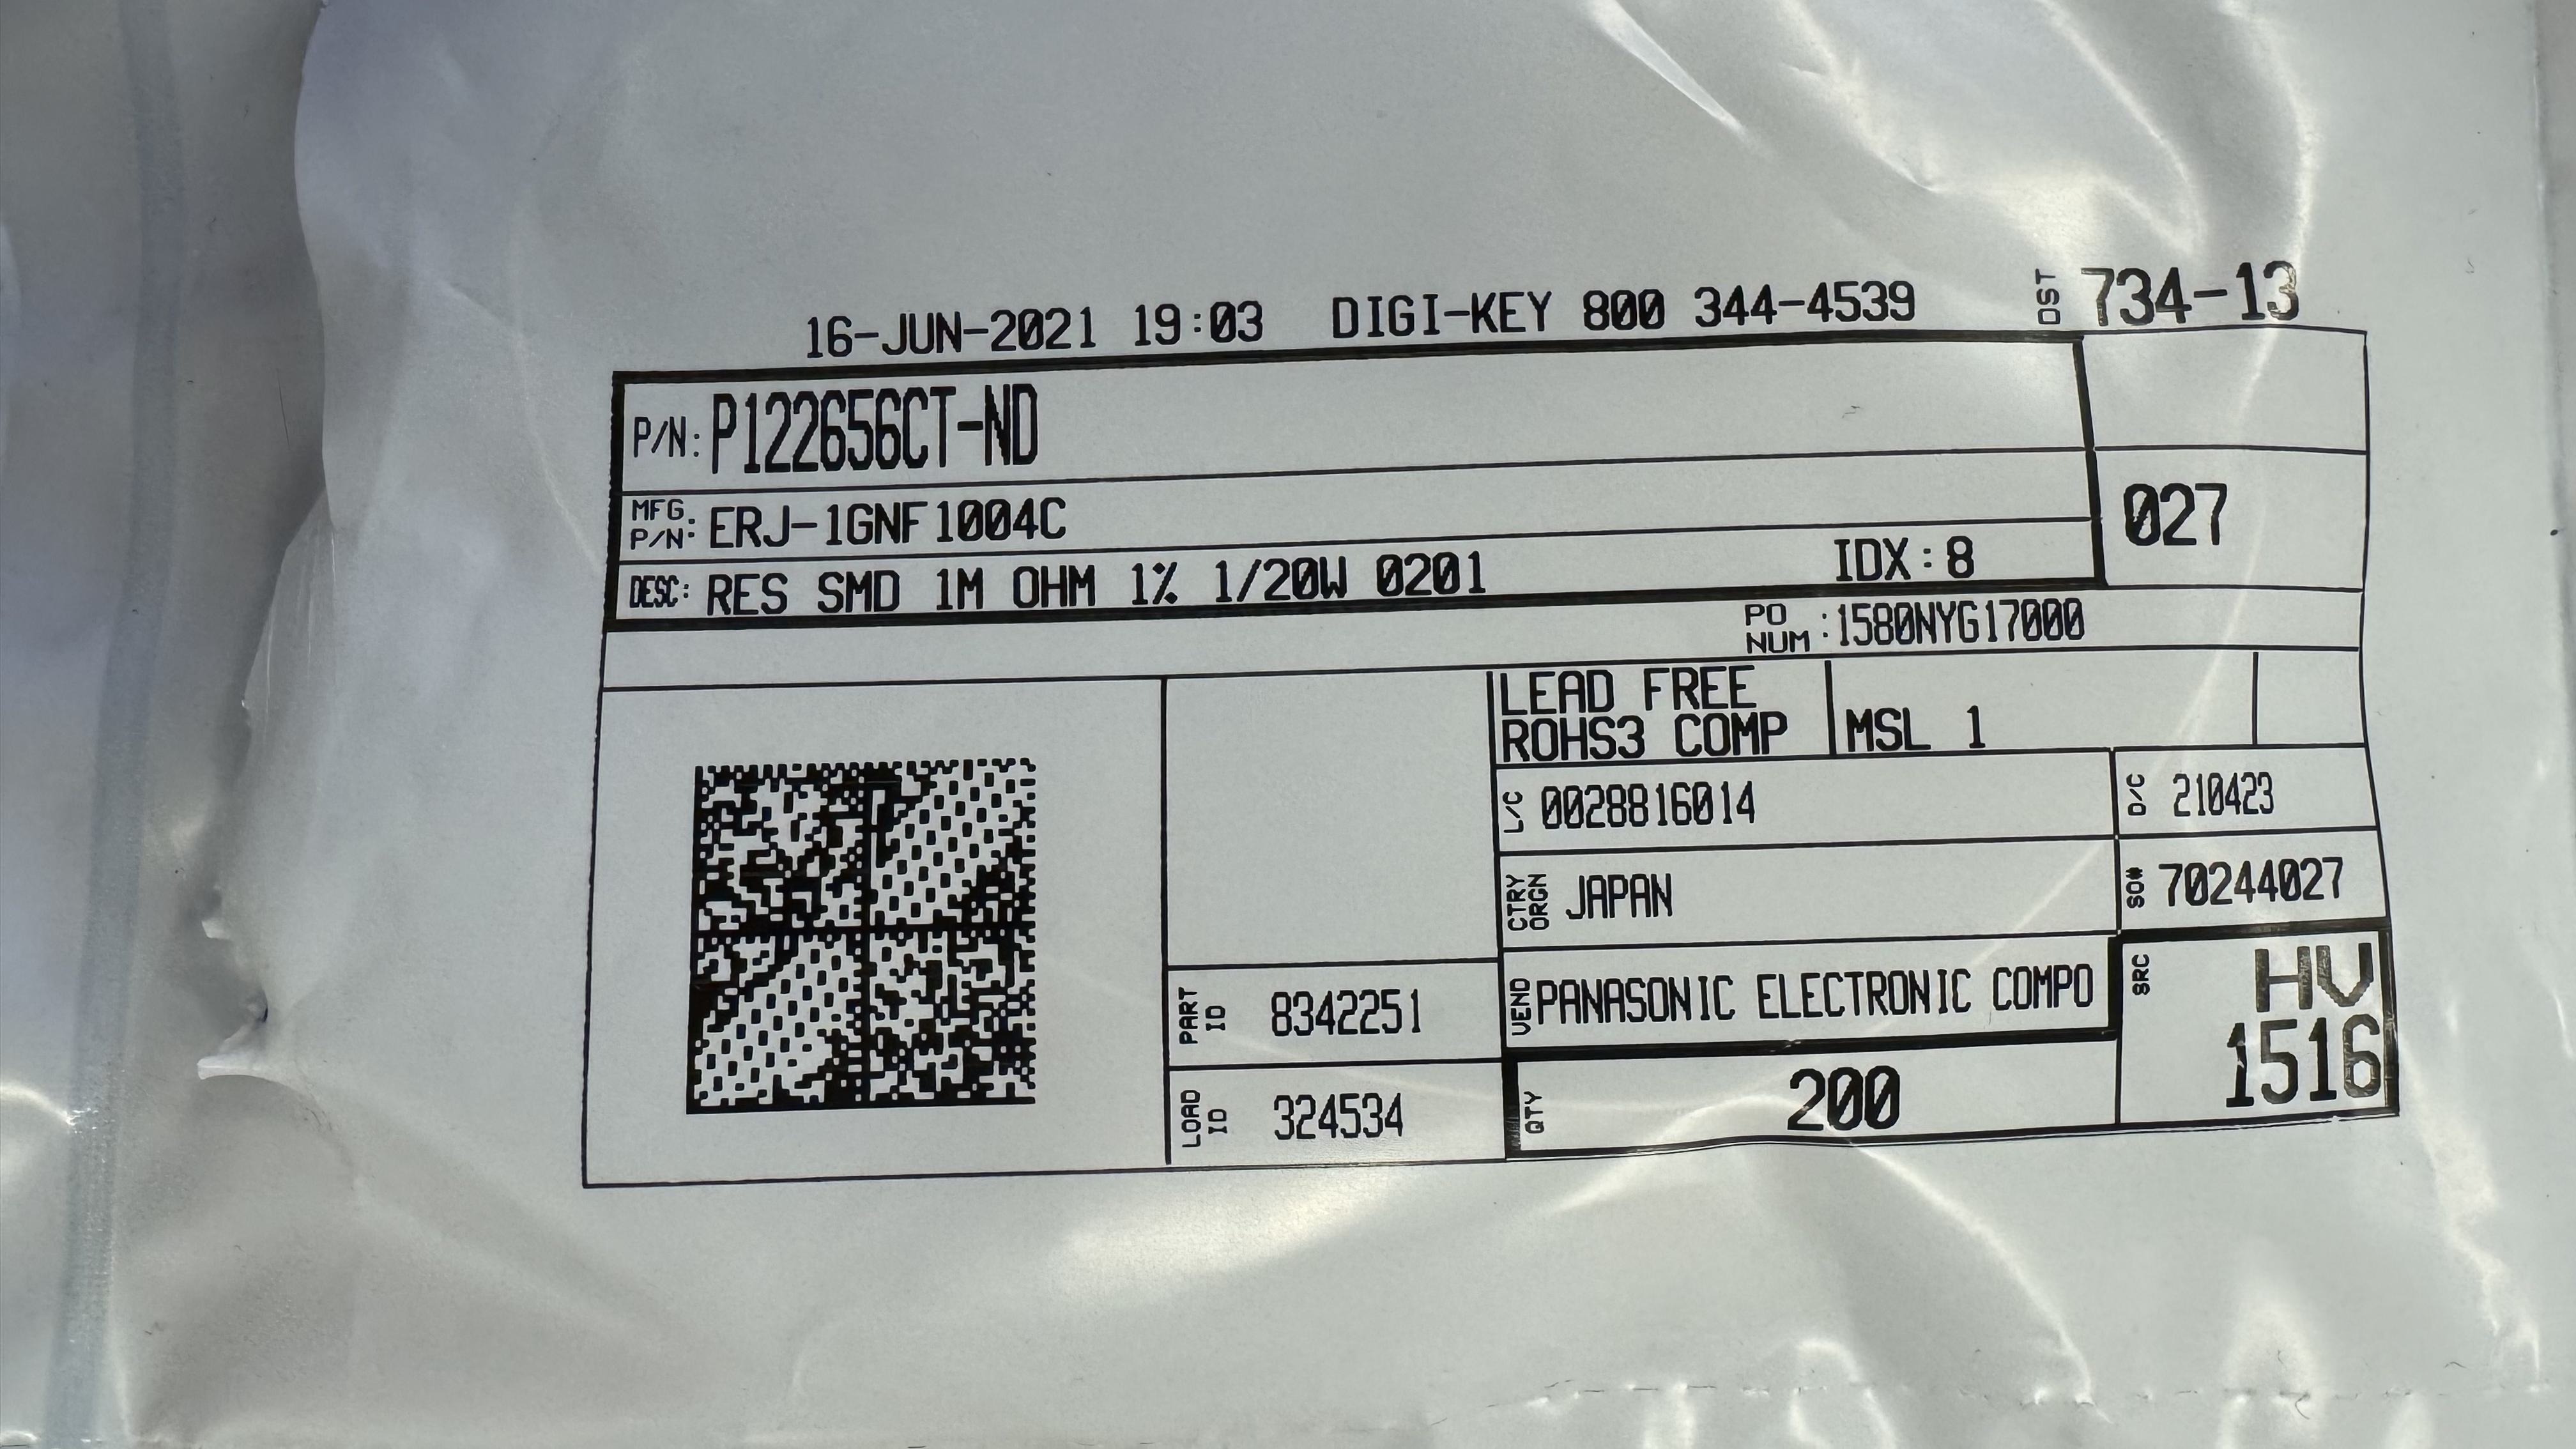 16-JUN-2021 19:03 DIGI-KEY 800 344-4539 DST 734-13
P/N: P122656CT-ND
MFG. P/N: ERJ-1GNF1004C
027
DESC: RES SMD 1M OHM 1% 1/20W 0201 IDX:8
PO NUM :1580NYG17000
LEAD FREE
ROHS3 COMP
MSL 1
L/C 0028816014
D/C 210423
CTRY ORGN JAPAN
SO# 70244027
PART ID 8342251
VEND PANASONIC ELECTRONIC COMPO
SRC HV
1516
LOAD ID 324534
QTY 200